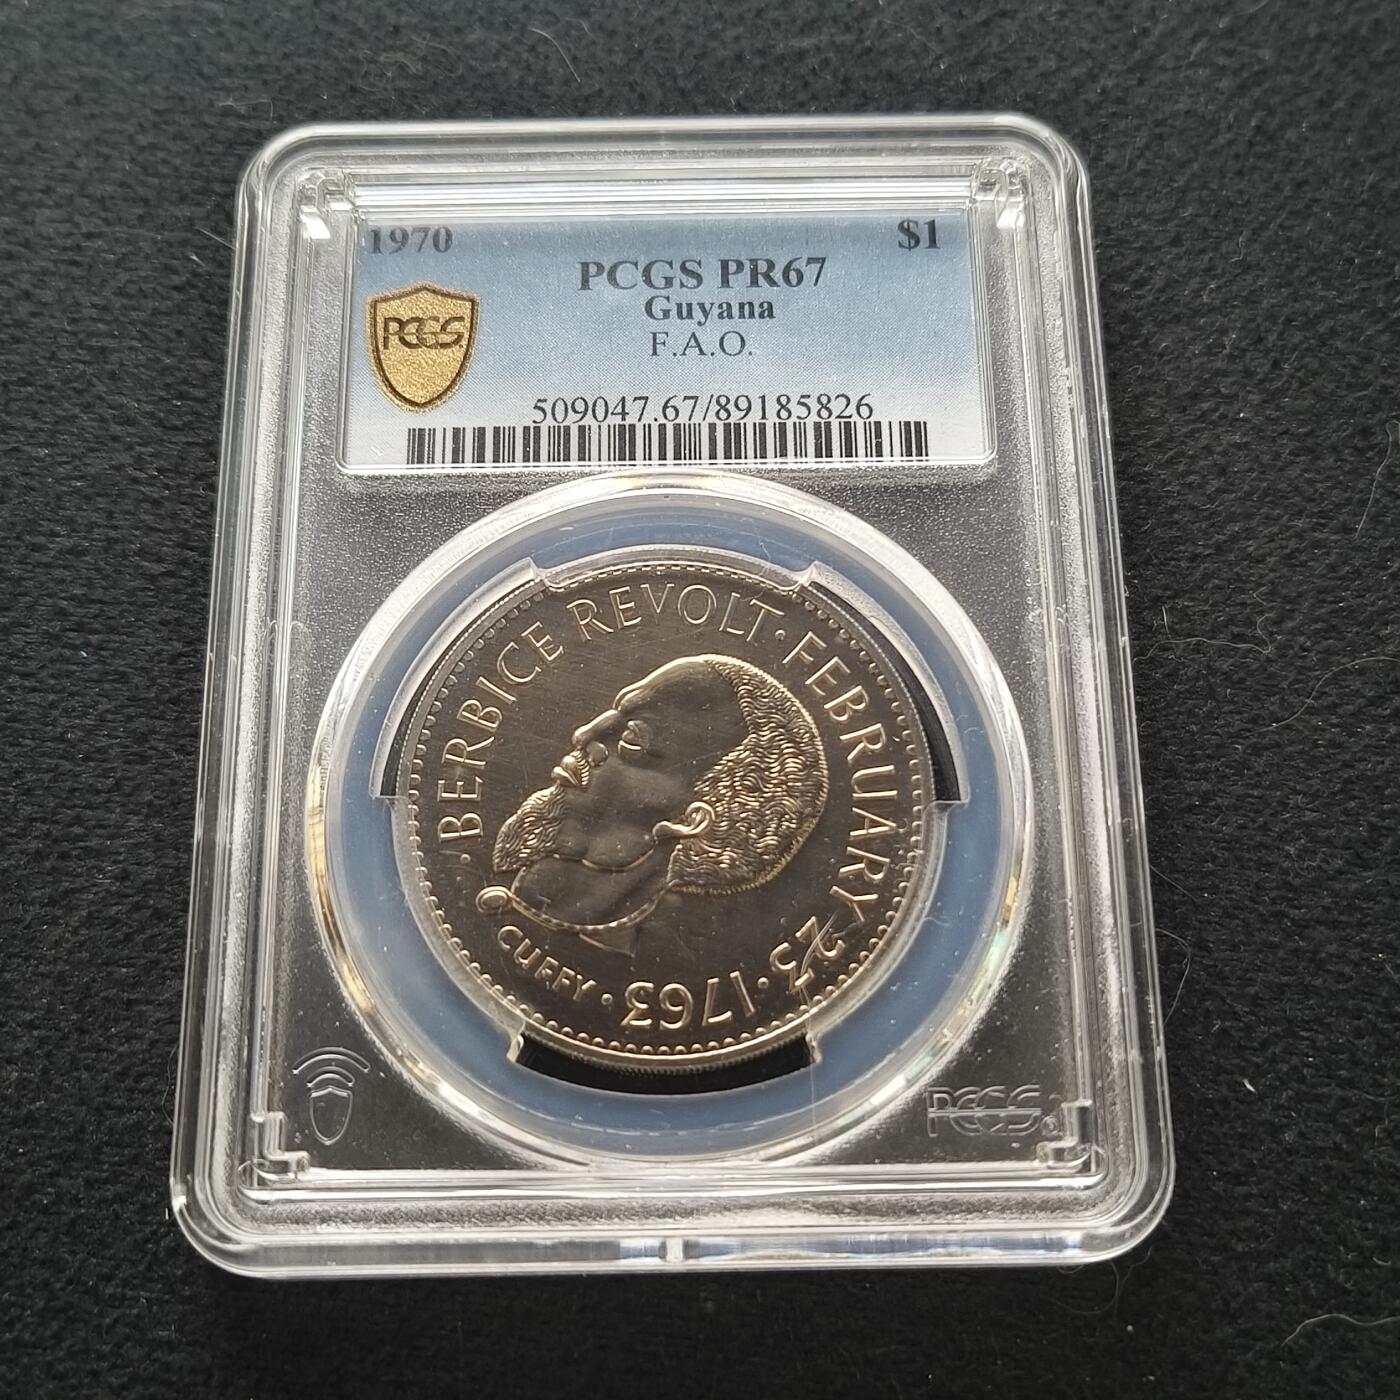 1970 $1
PCGS PR67
Guyana
F.A.O.
PCGS
509047.67/89185826
·BERBICE REVOLT·FEBRUARY 23·1763·
CUFFY
PCGS